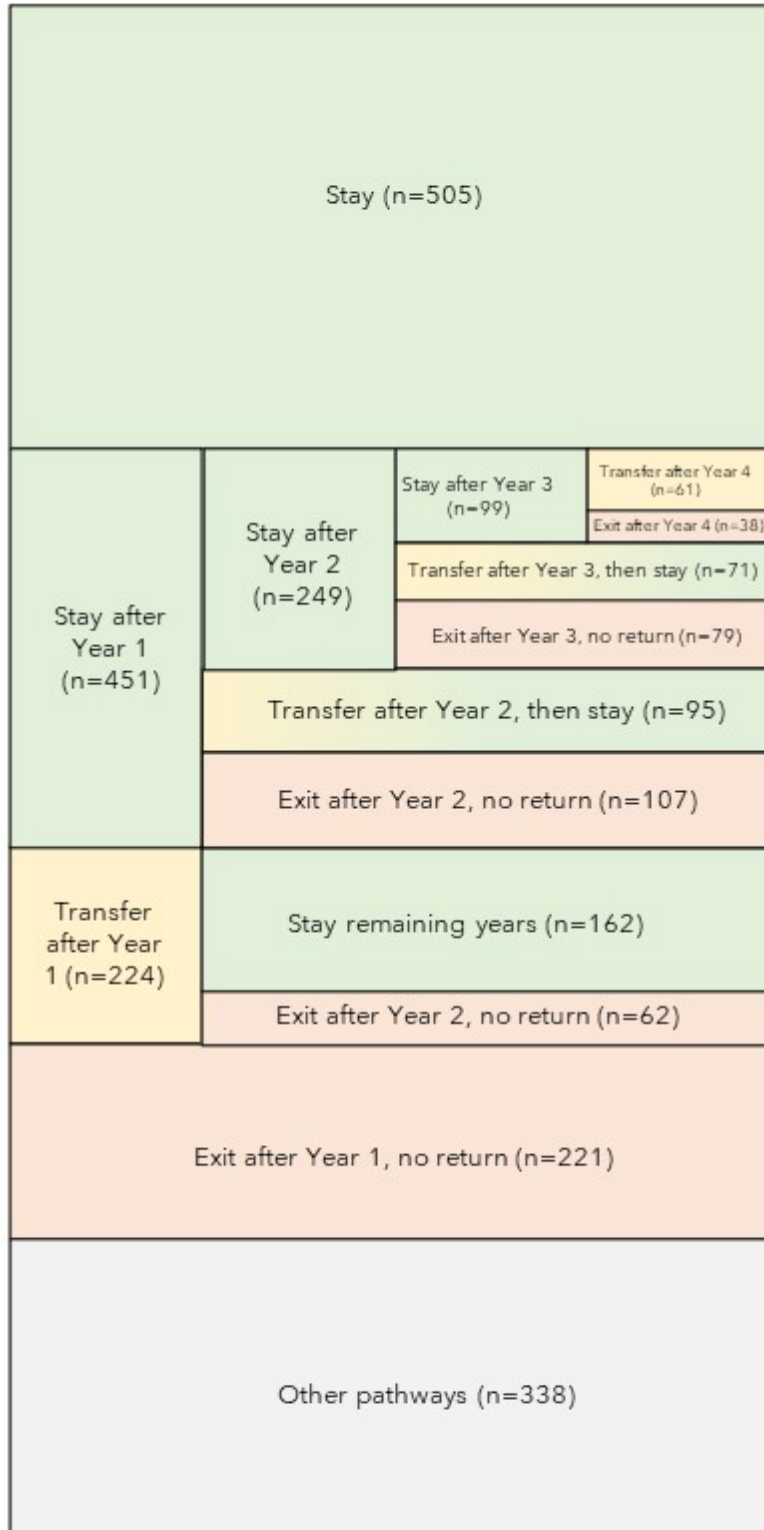 Stay (n=505)
Stay after Year 3
(n=99)
Transfer after Year 4
(n=61)
Exit after Year 4 (n=38)
Stay after
Year 2
(n=249)
Transfer after Year 3, then stay (n=71)
Stay after
Year 1
(n=451)
Exit after Year 3, no return (n=79)
Transfer after Year 2, then stay (n=95)
Exit after Year 2, no return (n=107)
Transfer
after Year
1 (n=224)
Stay remaining years (n=162)
Exit after Year 2, no return (n=62)
Exit after Year 1, no return (n=221)
Other pathways (n=338)